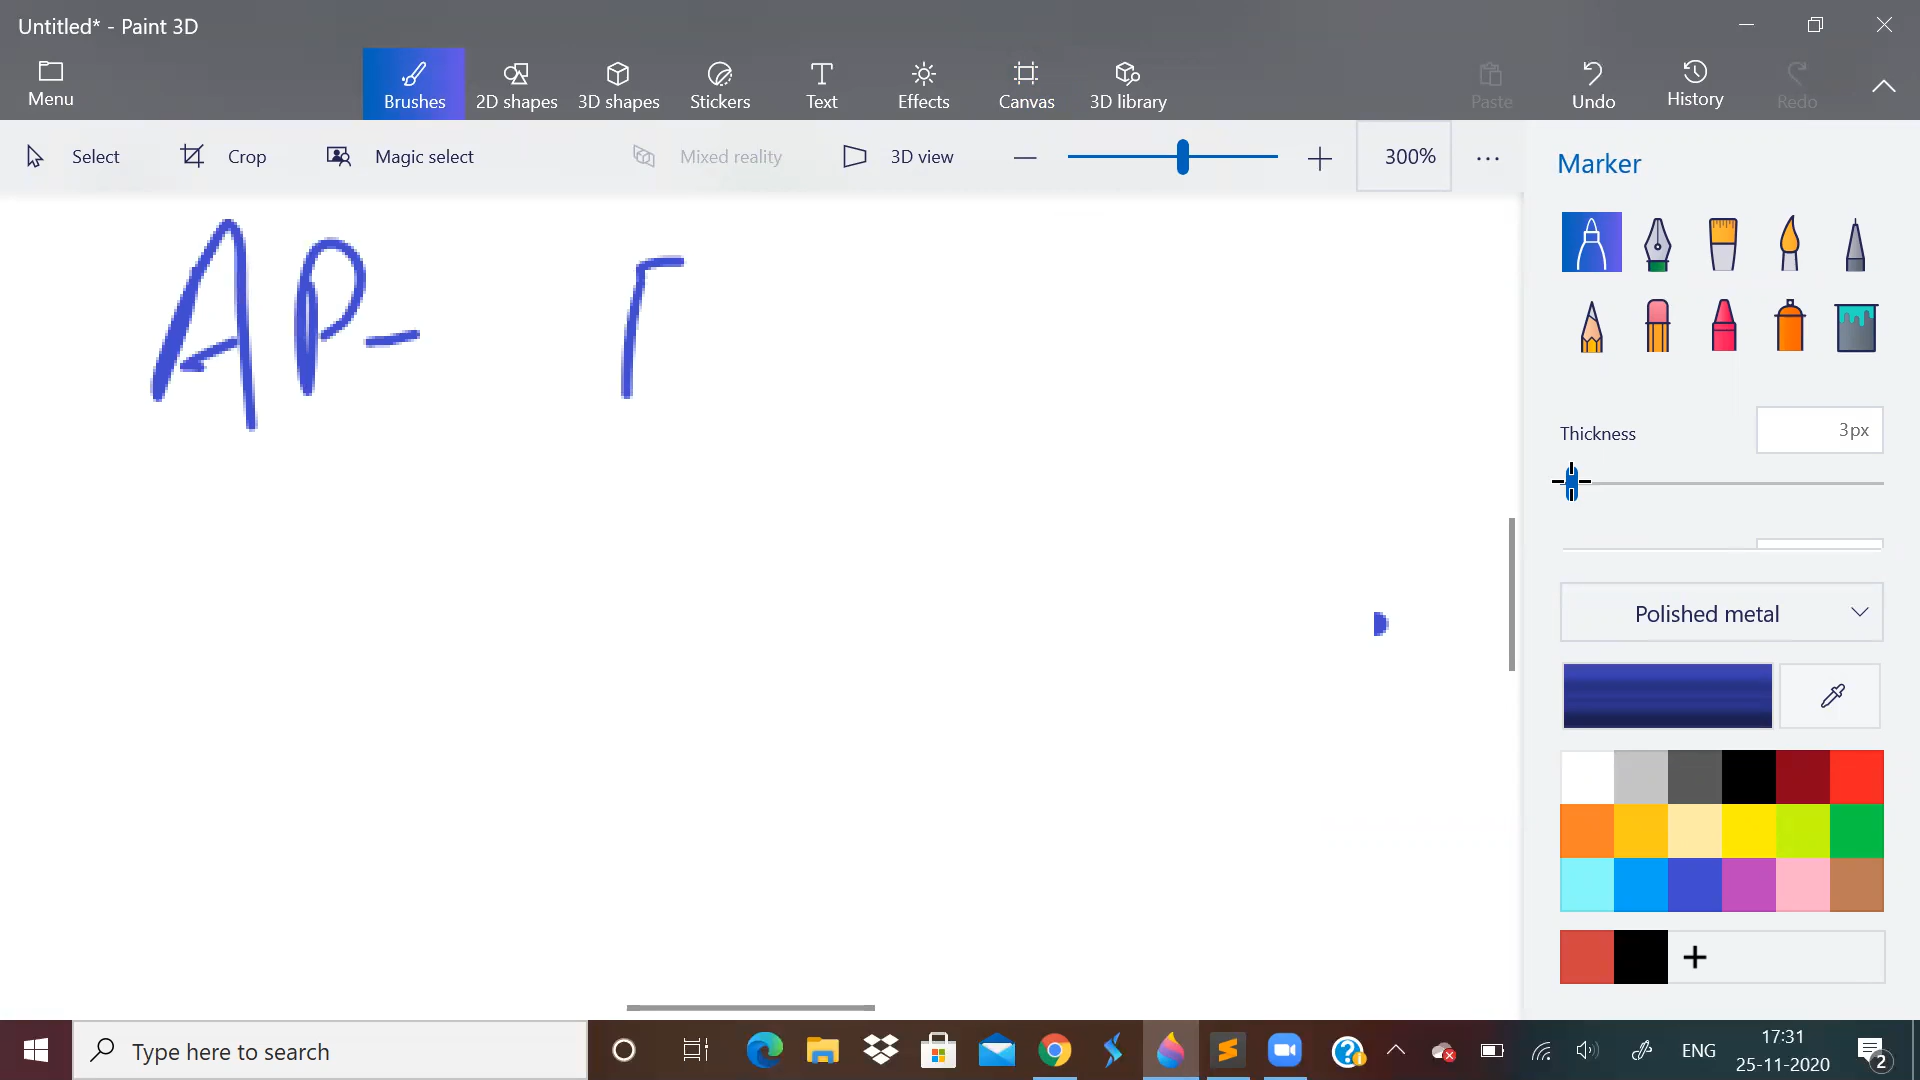 Untitled* - Paint 3D
Menu
Brushes
2D shapes
3D shapes
Stickers
Text
Effects
Canvas
3D library
Paste
Undo
History
Redo
Select
Crop
Magic select
Mixed reality
3D view
300%
Marker
AP-
Thickness
3px
Polished metal
Type here to search
ENG
17:31
25-11-2020
2